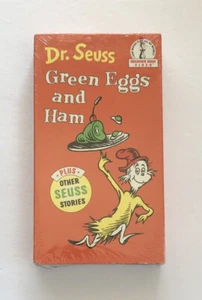 Dr. Seuss
Green Eggs
and
Ham
PLUS
OTHER
SEUSS
STORIES